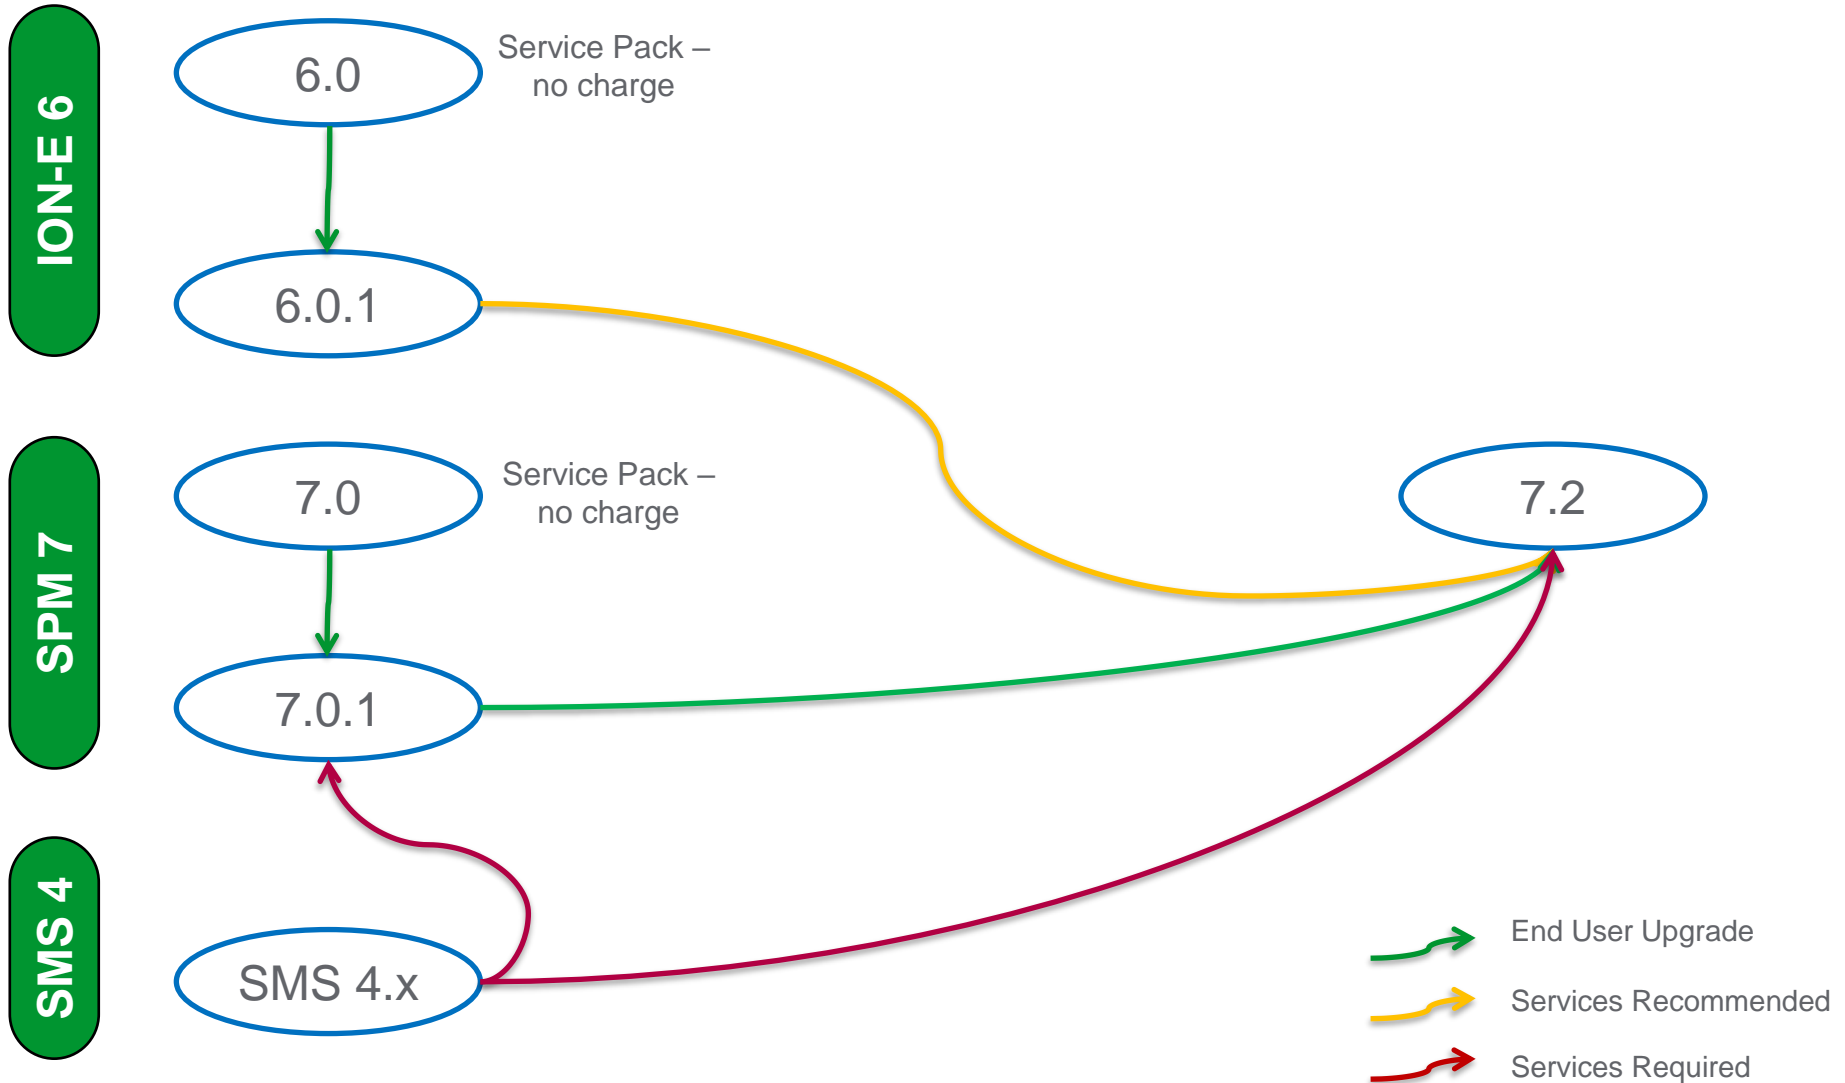 ION-E 6
6.0
Service Pack –
no charge
6.0.1
SPM 7
7.0
Service Pack –
no charge
7.2
7.0.1
SMS 4
SMS 4.x
End User Upgrade
Services Recommended
Services Required